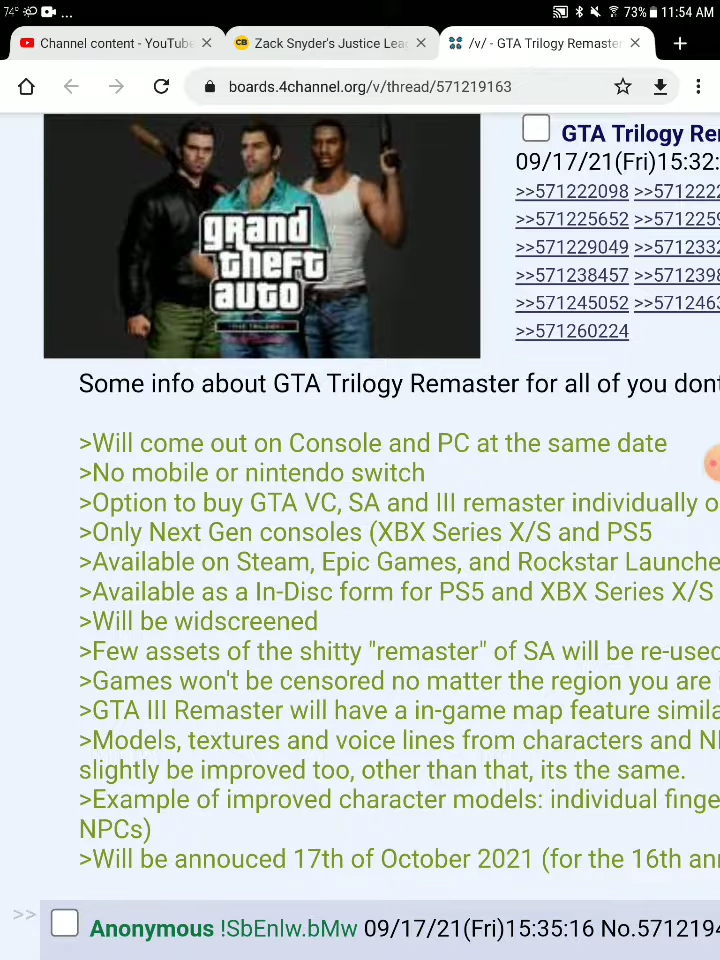 74° ...
73% 11:54 AM
Channel content - YouTube
Zack Snyder's Justice Lea
/v/ - GTA Trilogy Remaster
boards.4channel.org/v/thread/571219163
grand
theft
auto
GTA Trilogy Re
09/17/21(Fri)15:32:
>>571222098 >>571222
>>571225652 >>5712259
>>571229049 >>571233
>>571238457 >>571239
>>571245052 >>571246
>>571260224
Some info about GTA Trilogy Remaster for all of you dont
>Will come out on Console and PC at the same date
>No mobile or nintendo switch
>Option to buy GTA VC, SA and III remaster individually o
>Only Next Gen consoles (XBX Series X/S and PS5
>Available on Steam, Epic Games, and Rockstar Launche
>Available as a In-Disc form for PS5 and XBX Series X/S
>Will be widscreened
>Few assets of the shitty "remaster" of SA will be re-used
>Games won't be censored no matter the region you are
>GTA III Remaster will have a in-game map feature simila
>Models, textures and voice lines from characters and N
slightly be improved too, other than that, its the same.
>Example of improved character models: individual finge
NPCs)
>Will be annouced 17th of October 2021 (for the 16th an
>> Anonymous !SbEnlw.bMw 09/17/21(Fri)15:35:16 No.5712194